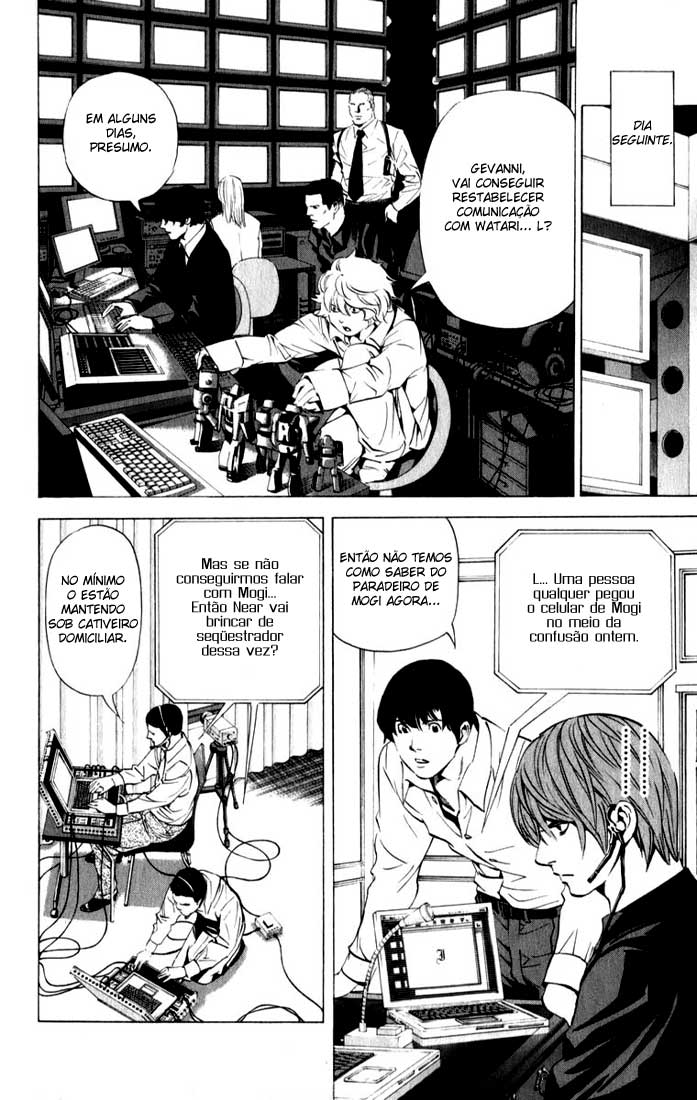 DIA
SEGUINTE.
GEVANNI,
VAI CONSEGUIR
RESTABELECER
COMUNICAÇÃO
COM WATARI... L?
EM ALGUNS
DIAS,
PRESUMO.
L... Uma pessoa
qualquer pegou
o celular de Mogi
no meio da
confusão ontem.
ENTÃO NÃO TEMOS
COMO SABER DO
PARADEIRO DE
MOGI AGORA...
Mas se não
conseguirmos falar
com Mogi...
Então Near vai
brincar de
seqüestrador
dessa vez?
NO MÍNIMO
O ESTÃO
MANTENDO
SOB CATIVEIRO
DOMICILIAR.
L